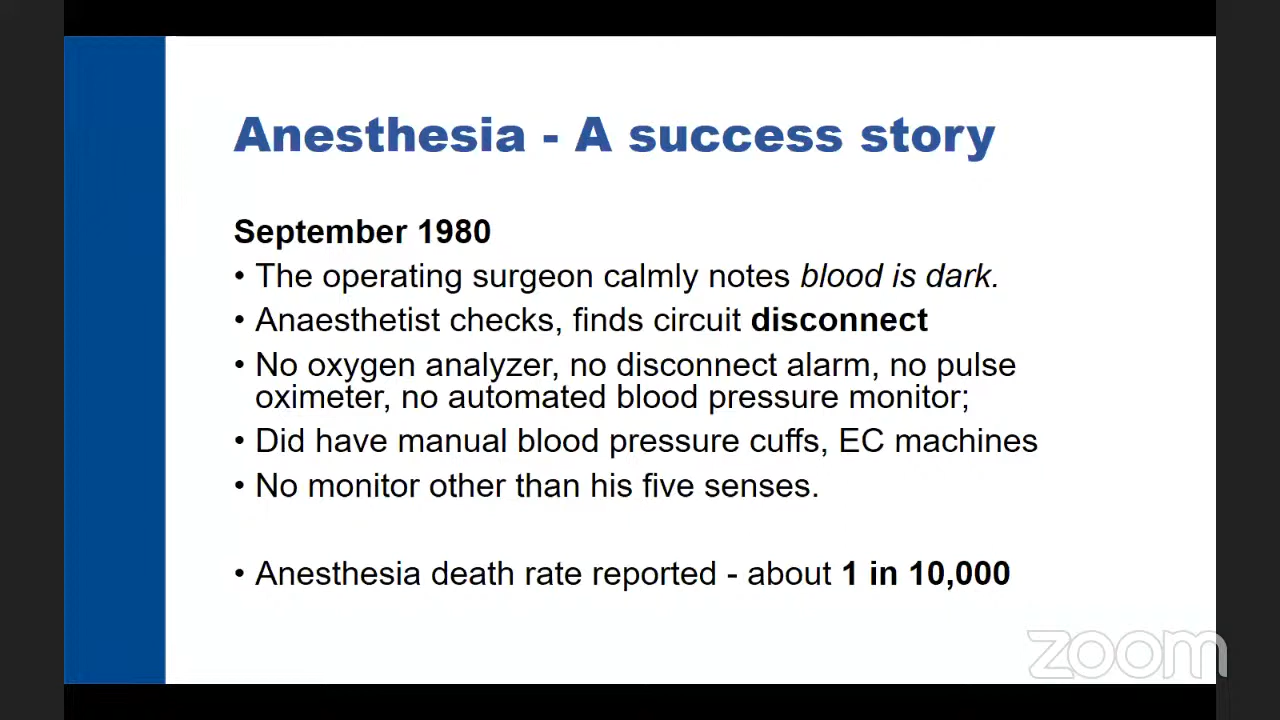 Anesthesia - A success story
September 1980
• The operating surgeon calmly notes blood is dark.
• Anaesthetist checks, finds circuit disconnect
• No oxygen analyzer, no disconnect alarm, no pulse
oximeter, no automated blood pressure monitor;
• Did have manual blood pressure cuffs, EC machines
• No monitor other than his five senses.
• Anesthesia death rate reported - about 1 in 10,000
zoom